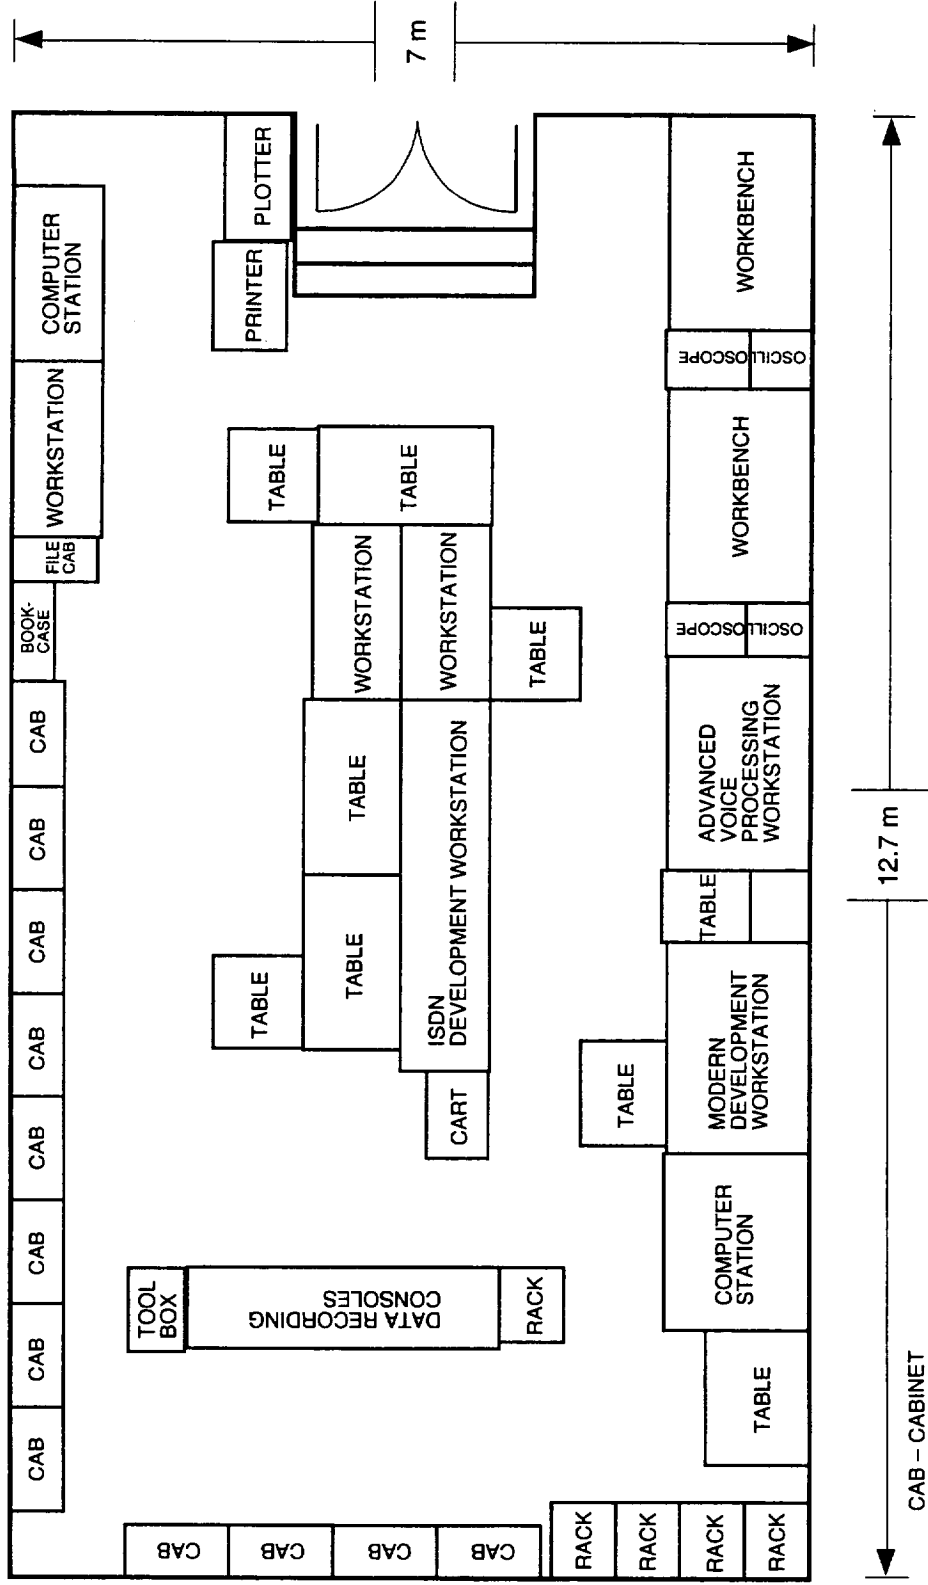 CAB
CAB
CAB
CAB
CAB
CAB
CAB
CAB
BOOK-
CASE
FILE
CAB
WORKSTATION
COMPUTER
STATION
CAB
CAB
CAB
CAB
RACK
RACK
RACK
RACK
TOOL
BOX
DATA RECORDING
CONSOLES
RACK
TABLE
TABLE
TABLE
WORKSTATION
TABLE
TABLE
CART
ISDN
DEVELOPMENT WORKSTATION
WORKSTATION
TABLE
PRINTER
PLOTTER
7 m
TABLE
TABLE
COMPUTER
STATION
MODERN
DEVELOPMENT
WORKSTATION
TABLE
ADVANCED
VOICE
PROCESSING
WORKSTATION
OSCILLOSCOPE
WORKBENCH
OSCILLOSCOPE
WORKBENCH
12.7 m
CAB – CABINET